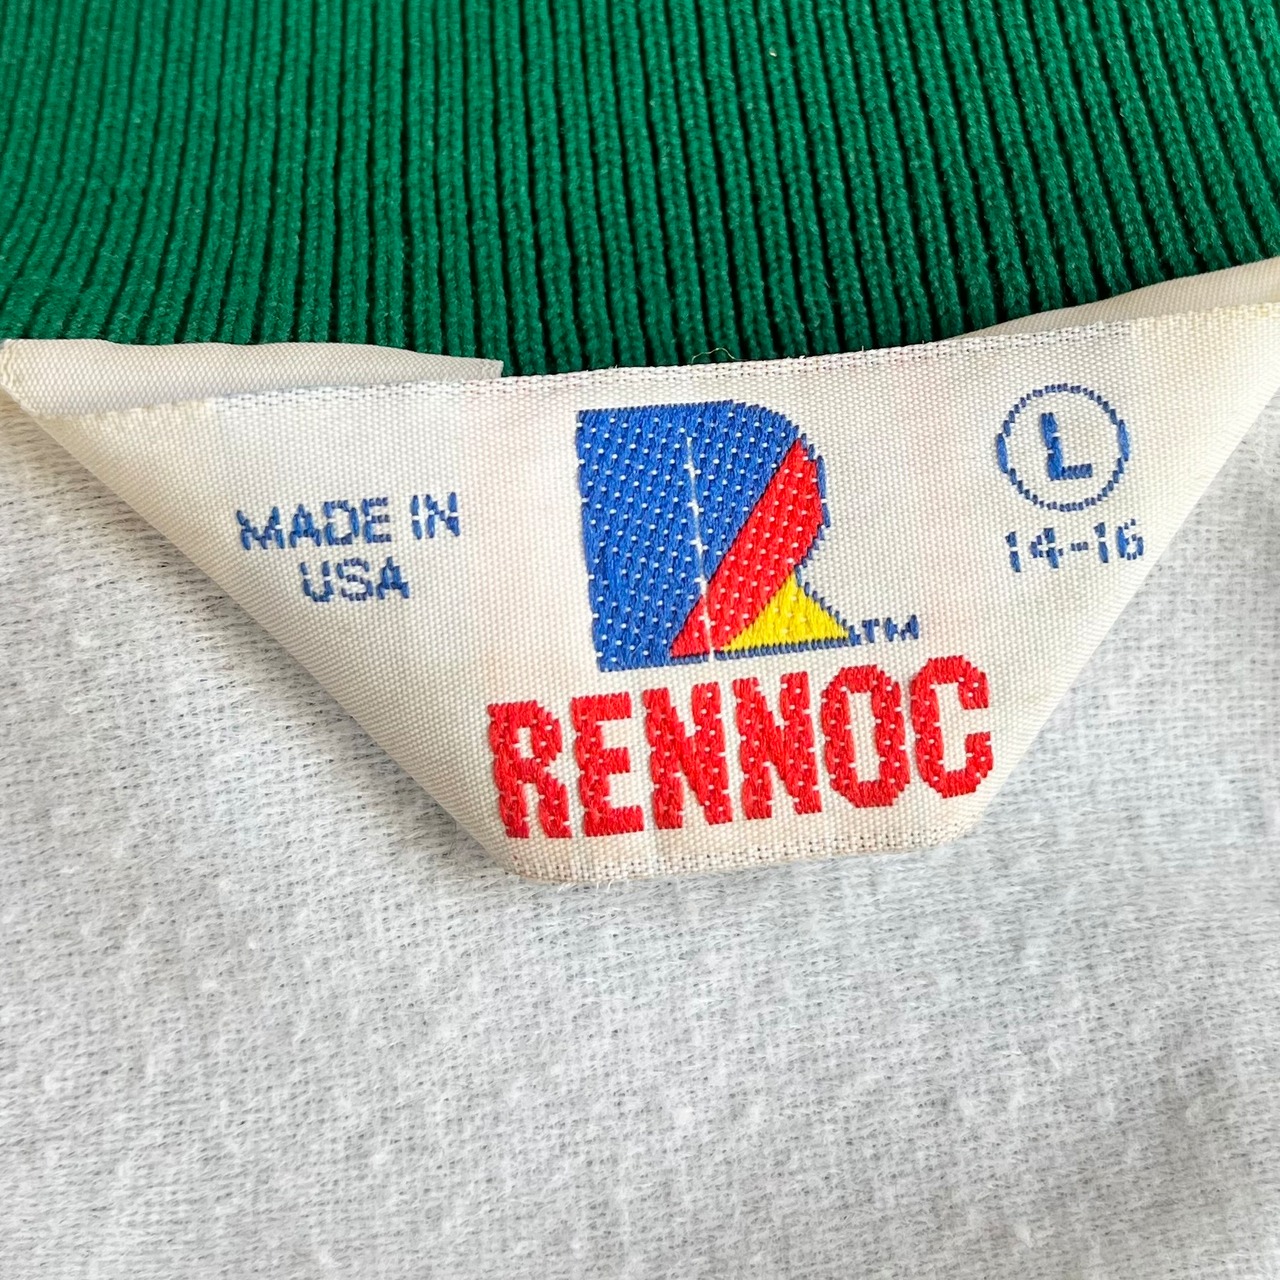 MADE IN
USA
R
TM
RENNOC
L
14-16